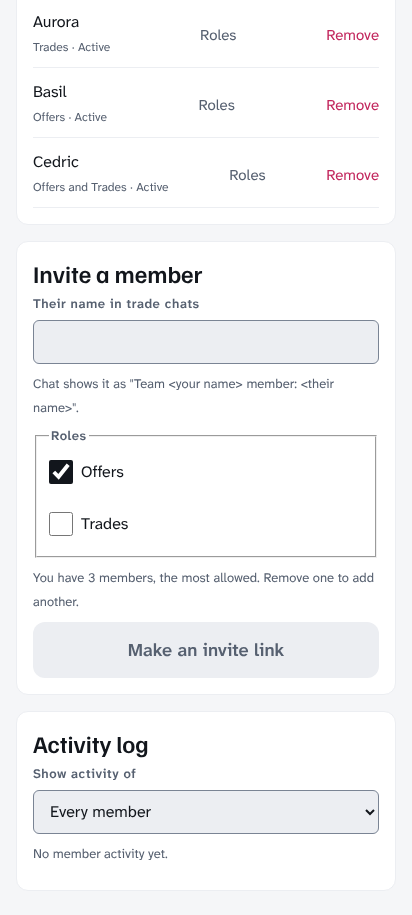 Aurora
Trades · Active
Roles
Remove
Basil
Offers · Active
Roles
Remove
Cedric
Offers and Trades · Active
Roles
Remove
Invite a member
Their name in trade chats
Chat shows it as "Team <your name> member: <their
name>".
Roles
Offers
Trades
You have 3 members, the most allowed. Remove one to add
another.
Make an invite link
Activity log
Show activity of
Every member
No member activity yet.